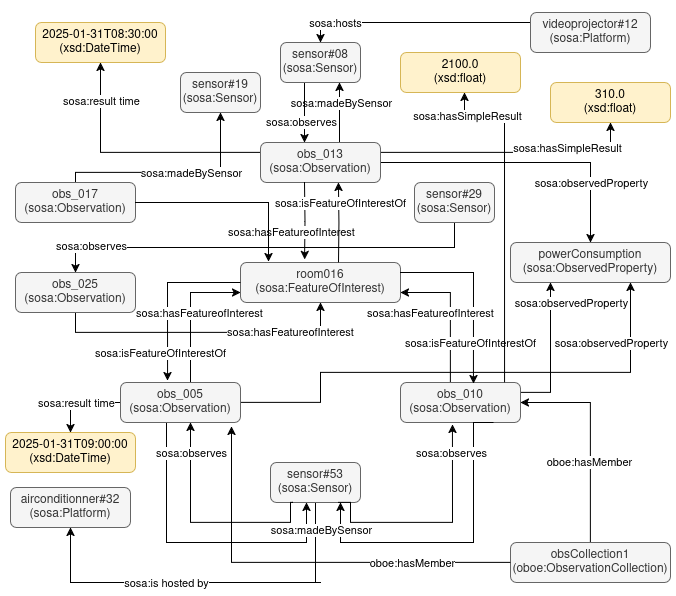 sosa:hosts
videoprojector#12
(sosa:Platform)
2025-01-31T08:30:00
(xsd:DateTime)
sensor#08
(sosa:Sensor)
2100.0
(xsd:float)
sensor#19
(sosa:Sensor)
310.0
(xsd:float)
sosa:result time
sosa:madeBySensor
sosa:observes
sosa:hasSimpleResult
sosa:hasSimpleResult
obs_013
(sosa:Observation)
sosa:madeBySensor
sosa:observedProperty
obs_017
(sosa:Observation)
sensor#29
(sosa:Sensor)
sosa:isFeatureOfInterestOf
sosa:hasFeatureofInterest
sosa:observes
powerConsumption
(sosa:ObservedProperty)
obs_025
(sosa:Observation)
room016
(sosa:FeatureOfInterest)
sosa:observedProperty
sosa:hasFeatureofInterest
sosa:hasFeatureofInterest
sosa:hasFeatureofInterest
sosa:isFeatureOfInterestOf
sosa:isFeatureOfInterestOf
sosa:observedProperty
obs_005
(sosa:Observation)
obs_010
(sosa:Observation)
sosa:result time
2025-01-31T09:00:00
(xsd:DateTime)
sosa:observes
sosa:observes
oboe:hasMember
sensor#53
(sosa:Sensor)
airconditionner#32
(sosa:Platform)
sosa:madeBySensor
oboe:hasMember
obsCollection1
(oboe:ObservationCollection)
sosa:is hosted by